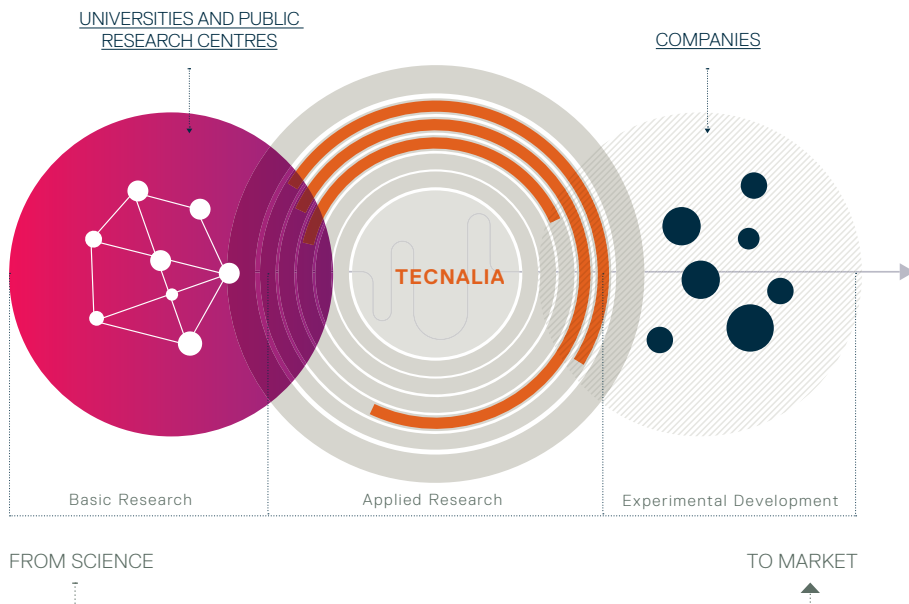 UNIVERSITIES AND PUBLIC
RESEARCH CENTRES
COMPANIES
TECNALIA
Basic Research
Applied Research
Experimental Development
FROM SCIENCE
TO MARKET